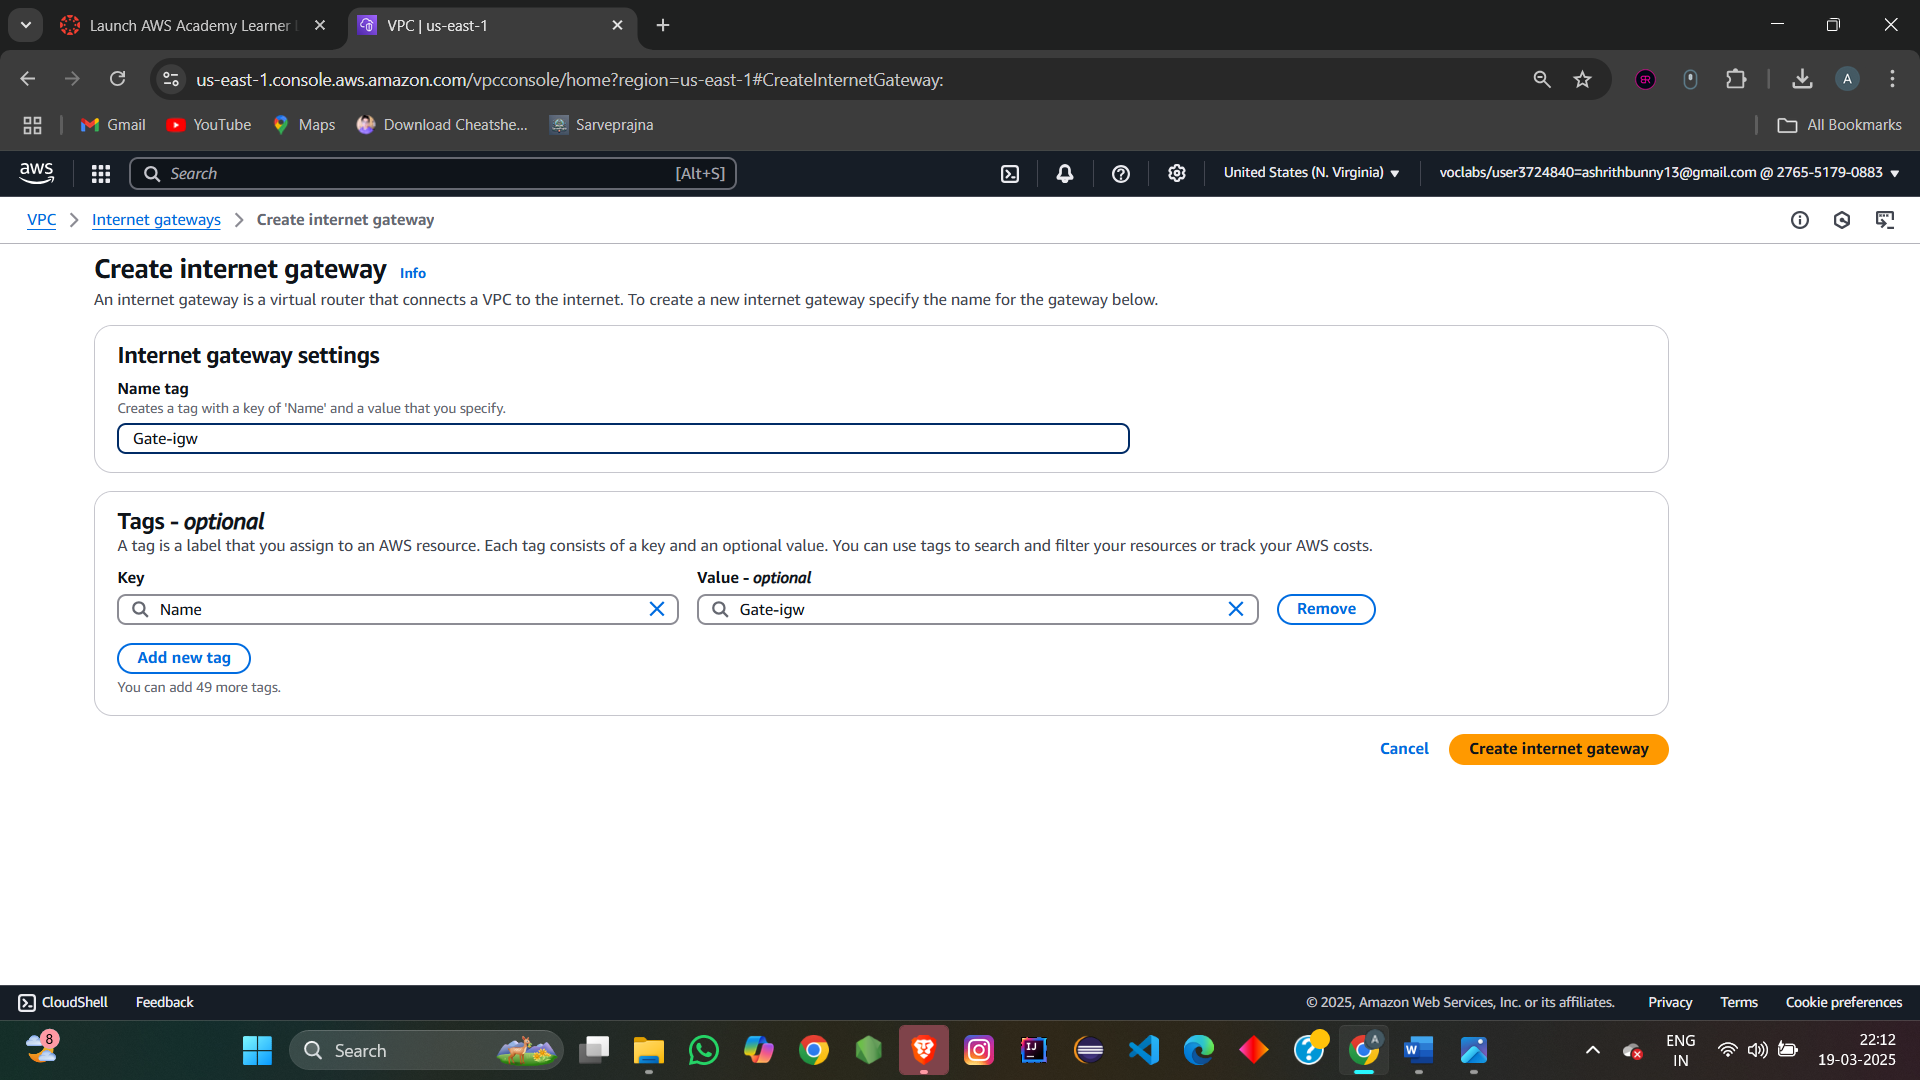 Launch AWS Academy Learner
VPC | us-east-1
us-east-1.console.aws.amazon.com/vpcconsole/home?region=us-east-1#CreateInternetGateway:
Gmail
YouTube
Maps
Download Cheatshe...
Sarveprajna
All Bookmarks
aws
Search
[Alt+S]
United States (N. Virginia)
voclabs/user3724840=ashrithbunny13@gmail.com @ 2765-5179-0883
VPC
Internet gateways
Create internet gateway
Create internet gateway Info
An internet gateway is a virtual router that connects a VPC to the internet. To create a new internet gateway specify the name for the gateway below.
Internet gateway settings
Name tag
Creates a tag with a key of 'Name' and a value that you specify.
Gate-igw
Tags - optional
A tag is a label that you assign to an AWS resource. Each tag consists of a key and an optional value. You can use tags to search and filter your resources or track your AWS costs.
Key
Value - optional
Name
Gate-igw
Remove
Add new tag
You can add 49 more tags.
Cancel
Create internet gateway
CloudShell
Feedback
© 2025, Amazon Web Services, Inc. or its affiliates.
Privacy
Terms
Cookie preferences
8
Search
ENG
IN
22:12
19-03-2025